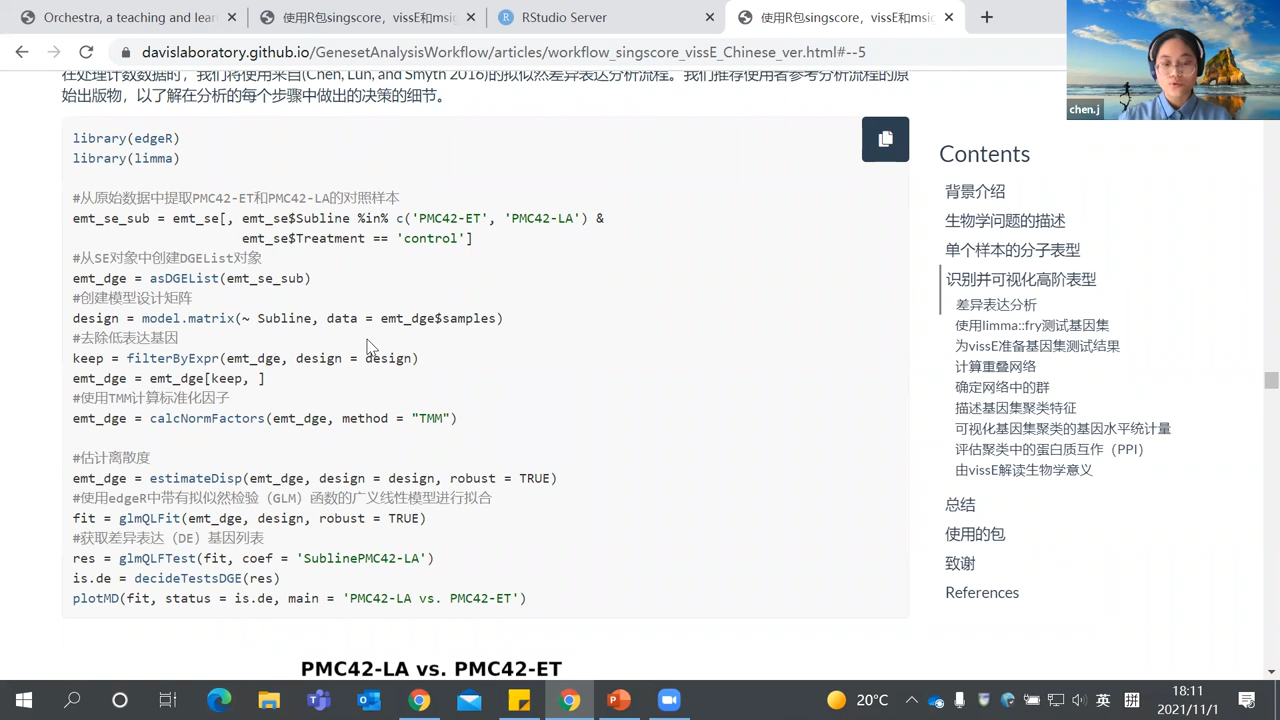 Orchestra, a teaching and lear
使用R包singscore，vissE和msig
RStudio Server
使用R包singscore，vissE和msig
davislaboratory.github.io/GenesetAnalysisWorkflow/articles/workflow_singscore_vissE_Chinese_ver.html#--5
chen.j
在处理计数数据时，我们将使用来自(Chen, Lun, and Smyth 2016)的拟似然差异表达分析流程。我们推荐使用者参考分析流程的原
始出版物，以了解在分析的每个步骤中做出的决策的细节。
library(edgeR)
library(limma)
#从原始数据中提取PMC42-ET和PMC42-LA的对照样本
emt_se_sub = emt_se[, emt_se$Subline %in% c('PMC42-ET', 'PMC42-LA') &
emt_se$Treatment == 'control']
#从SE对象中创建DGEList对象
emt_dge = asDGEList(emt_se_sub)
#创建模型设计矩阵
design = model.matrix(~ Subline, data = emt_dge$samples)
#去除低表达基因
keep = filterByExpr(emt_dge, design = design)
emt_dge = emt_dge[keep, ]
#使用TMM计算标准化因子
emt_dge = calcNormFactors(emt_dge, method = "TMM")
#估计离散度
emt_dge = estimateDisp(emt_dge, design = design, robust = TRUE)
#使用edgeR中带有拟似然检验（GLM）函数的广义线性模型进行拟合
fit = glmQLFit(emt_dge, design, robust = TRUE)
#获取差异表达（DE）基因列表
res = glmQLFTest(fit, coef = 'SublinePMC42-LA')
is.de = decideTestsDGE(res)
plotMD(fit, status = is.de, main = 'PMC42-LA vs. PMC42-ET')
PMC42-LA vs. PMC42-ET
Contents
背景介绍
生物学问题的描述
单个样本的分子表型
识别并可视化高阶表型
差异表达分析
使用limma::fry测试基因集
为vissE准备基因集测试结果
计算重叠网络
确定网络中的群
描述基因集聚类特征
可视化基因集聚类的基因水平统计量
评估聚类中的蛋白质互作（PPI）
由vissE解读生物学意义
总结
使用的包
致谢
References
20°C
英
拼
18:11
2021/11/1